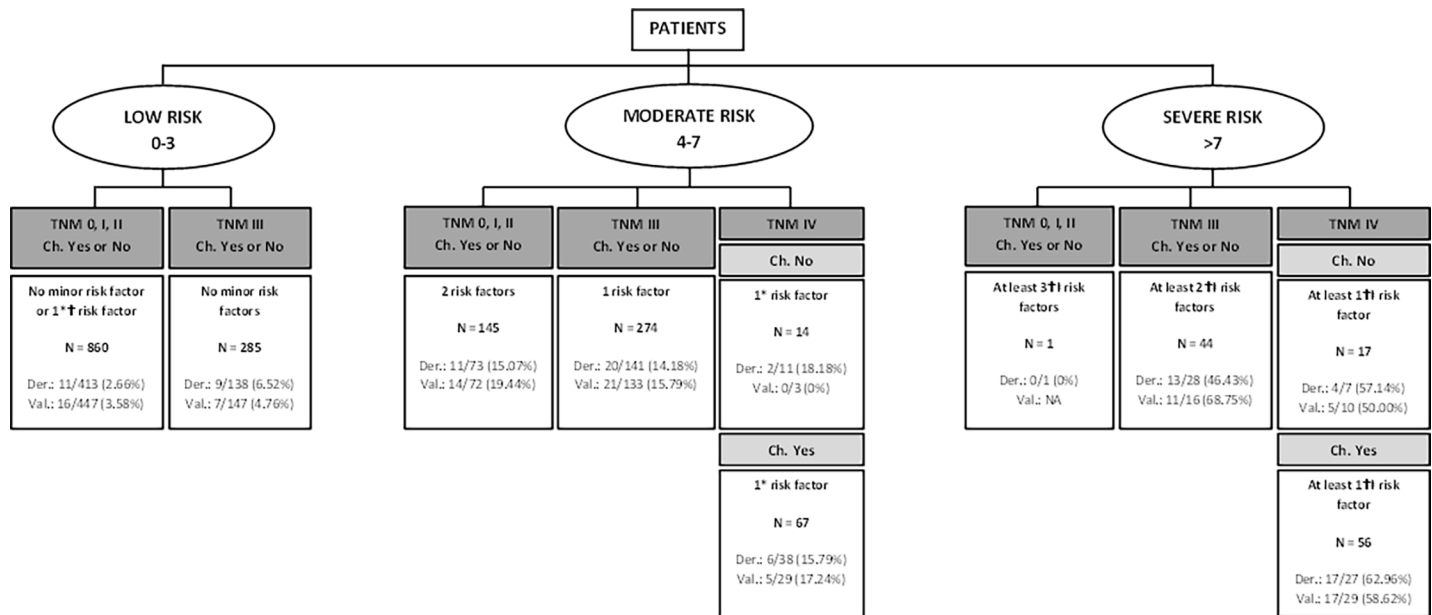 PATIENTS
LOW RISK
0-3
TNM 0, I, II
Ch. Yes or No
No minor risk factor
or 1*† risk factor
N = 860
Der.: 11/413 (2.66%)
Val.: 16/447 (3.58%)
TNM III
Ch. Yes or No
No minor risk
factors
N = 285
Der.: 9/138 (6.52%)
Val.: 7/147 (4.76%)
MODERATE RISK
4-7
TNM 0, I, II
Ch. Yes or No
2 risk factors
N = 145
Der.: 11/73 (15.07%)
Val.: 14/72 (19.44%)
TNM III
Ch. Yes or No
1 risk factor
N = 274
Der.: 20/141 (14.18%)
Val.: 21/133 (15.79%)
TNM IV
Ch. No
1* risk factor
N = 14
Der.: 2/11 (18.18%)
Val.: 0/3 (0%)
Ch. Yes
1* risk factor
N = 67
Der.: 6/38 (15.79%)
Val.: 5/29 (17.24%)
SEVERE RISK
>7
TNM 0, I, II
Ch. Yes or No
At least 3†ƚ risk
factors
N = 1
Der.: 0/1 (0%)
Val.: NA
TNM III
Ch. Yes or No
At least 2†ƚ risk
factors
N = 44
Der.: 13/28 (46.43%)
Val.: 11/16 (68.75%)
TNM IV
Ch. No
At least 1†ƚ risk
factor
N = 17
Der.: 4/7 (57.14%)
Val.: 5/10 (50.00%)
Ch. Yes
At least 1†ƚ risk
factor
N = 56
Der.: 17/27 (62.96%)
Val.: 17/29 (58.62%)